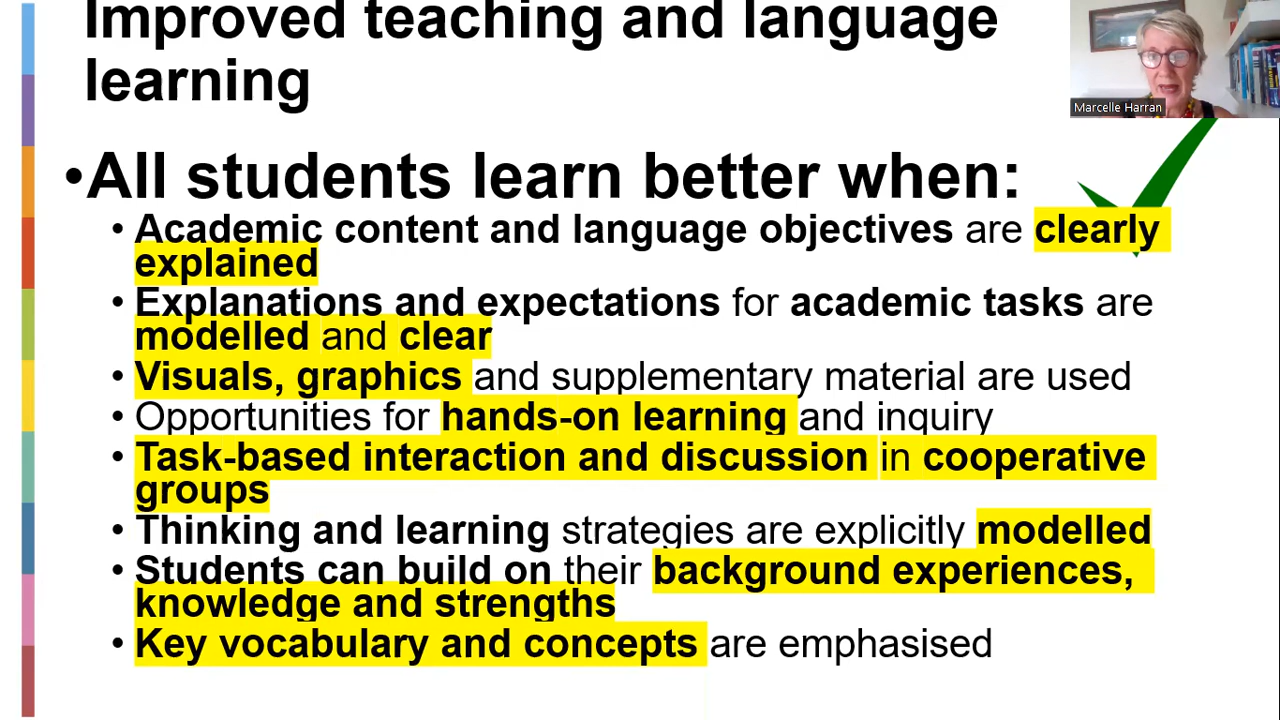 Improved teaching and language
learning
Marcelle Harran
•All students learn better when:
• Academic content and language objectives are clearly
explained
• Explanations and expectations for academic tasks are
modelled and clear
• Visuals, graphics and supplementary material are used
• Opportunities for hands-on learning and inquiry
• Task-based interaction and discussion in cooperative
groups
• Thinking and learning strategies are explicitly modelled
• Students can build on their background experiences,
knowledge and strengths
• Key vocabulary and concepts are emphasised